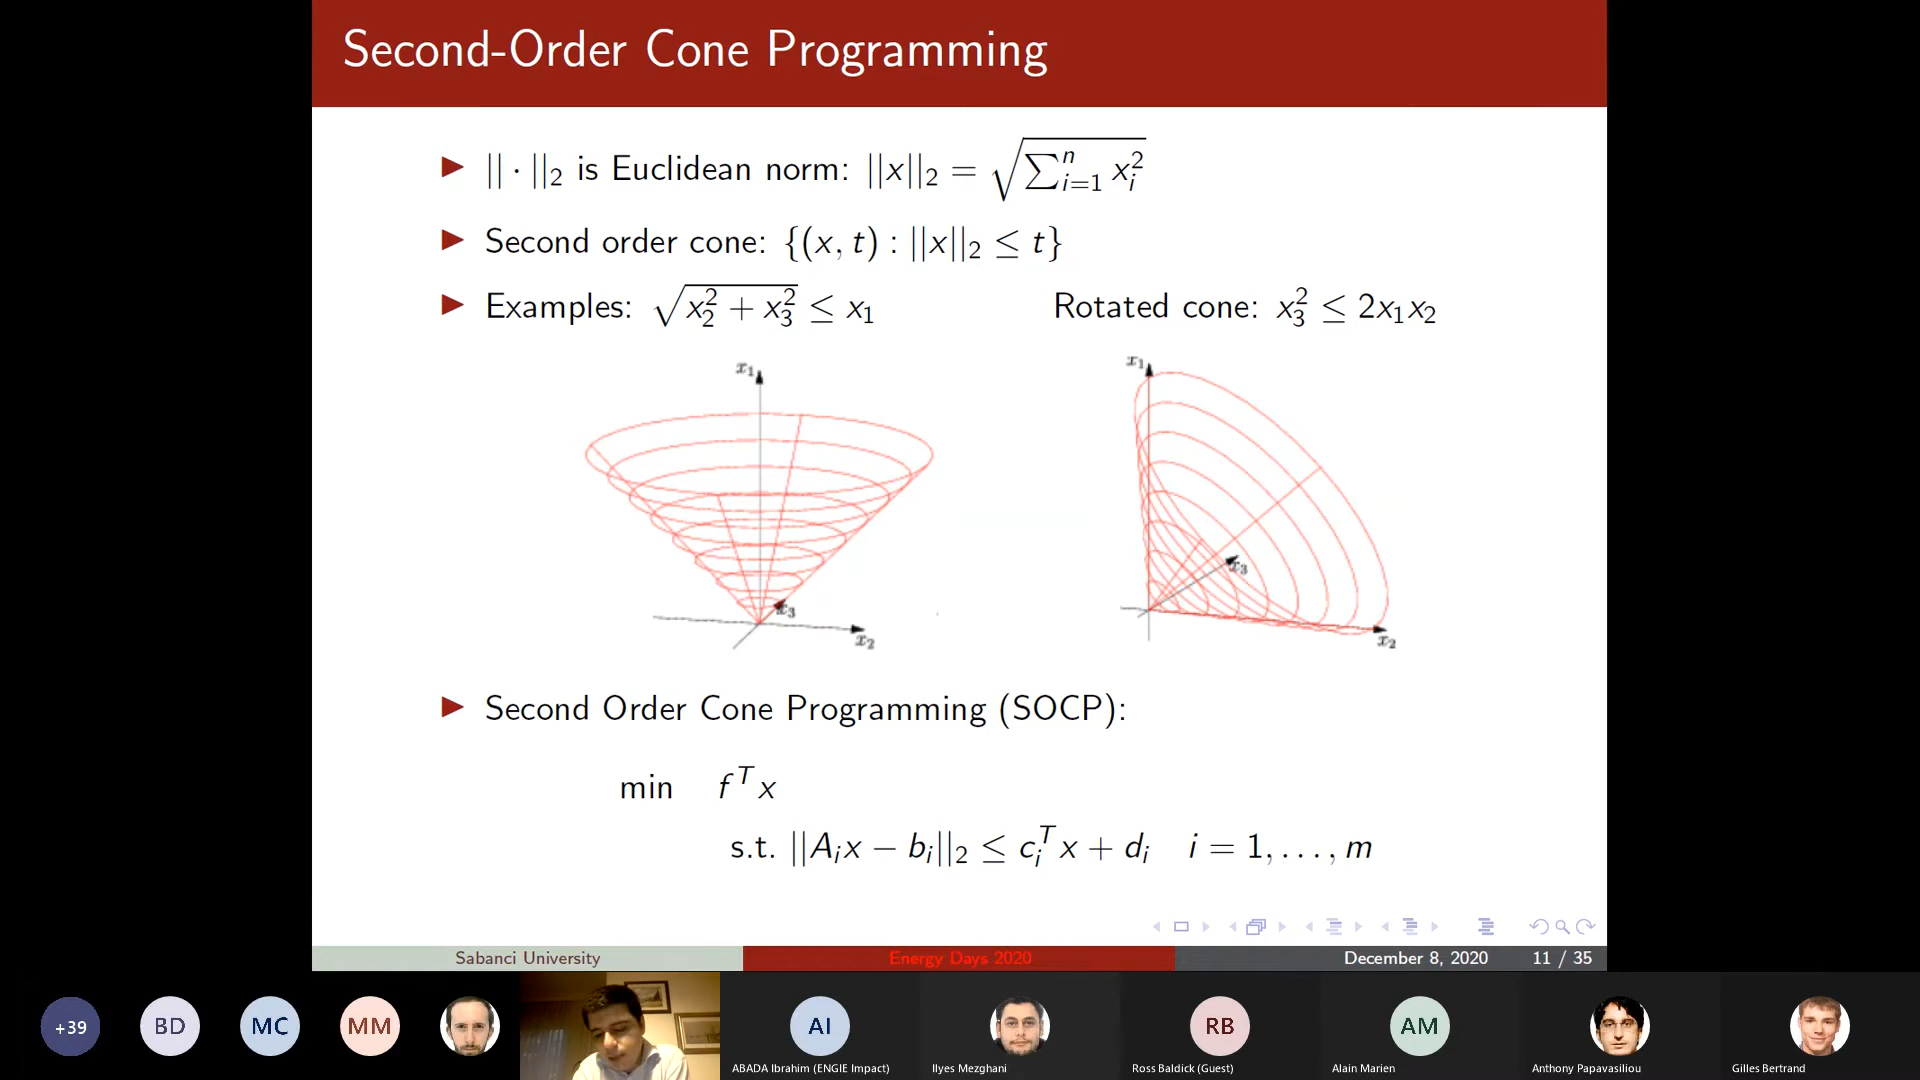 Second-Order Cone Programming
|| · ||₂ is Euclidean norm: ||x||₂ = √(∑ⁿᵢ₌₁ xᵢ²)
Second order cone: {(x, t) : ||x||₂ ≤ t}
Examples: √(x₂² + x₃²) ≤ x₁ Rotated cone: x₃² ≤ 2x₁x₂
x₁ x₁
x₃ x₃
x₂ x₂
Second Order Cone Programming (SOCP):
min fᵀx
s.t. ||Aᵢx − bᵢ||₂ ≤ cᵢᵀx + dᵢ i = 1, . . . , m
Sabanci University Energy Days 2020 December 8, 2020 11 / 35
+39 BD MC MM AI RB AM
ABADA Ibrahim (ENGIE Impact) Ilyes Mezghani Ross Baldick (Guest) Alain Marien Anthony Papavasiliou Gilles Bertrand